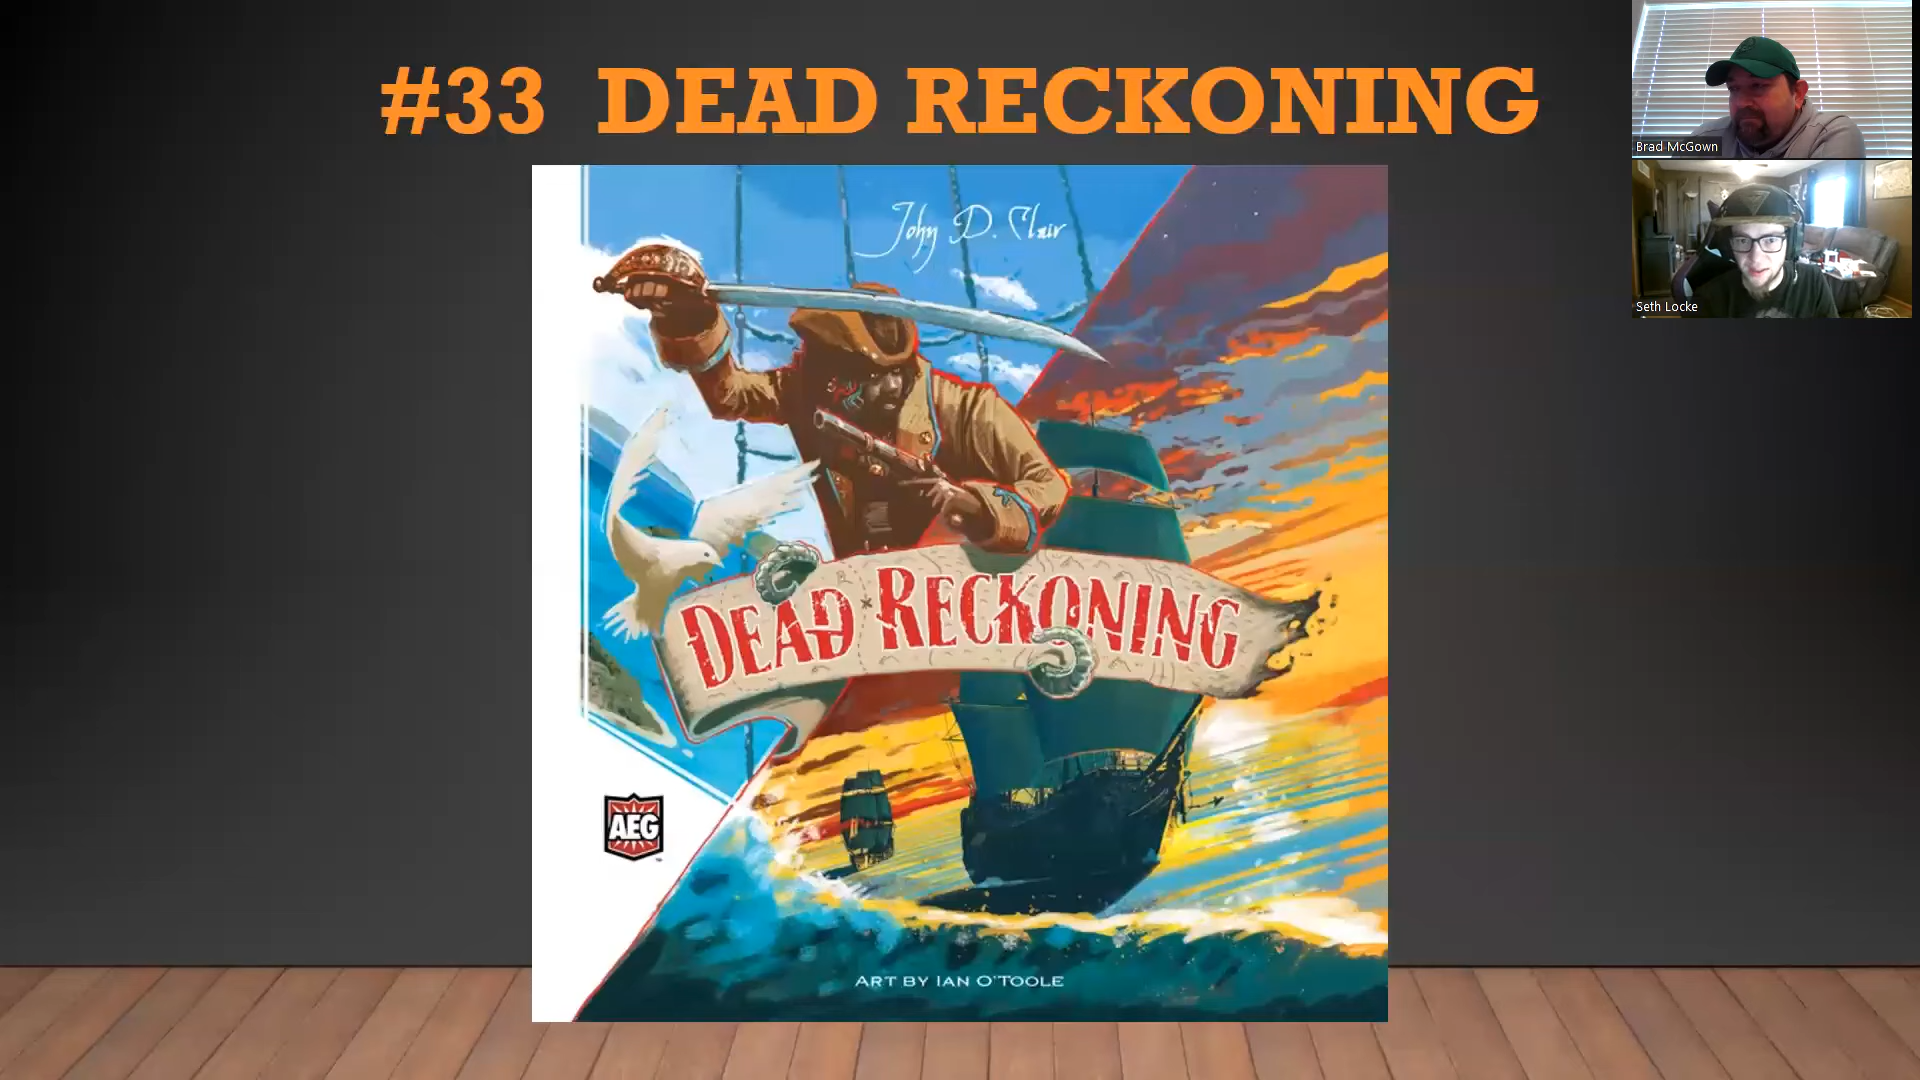 #33 DEAD RECKONING
Brad McGown
Seth Locke
John D. Clair
DEAD RECKONING
AEG
ART BY IAN O'TOOLE